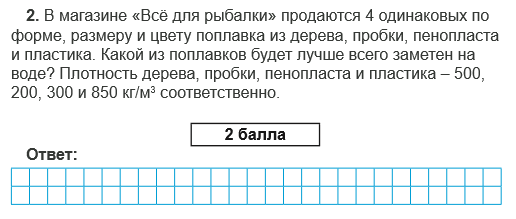 2. В магазине «Всё для рыбалки» продаются 4 одинаковых по
форме, размеру и цвету поплавка из дерева, пробки, пенопласта
и пластика. Какой из поплавков будет лучше всего заметен на
воде? Плотность дерева, пробки, пенопласта и пластика – 500,
200, 300 и 850 кг/м³ соответственно.
2 балла
Ответ: